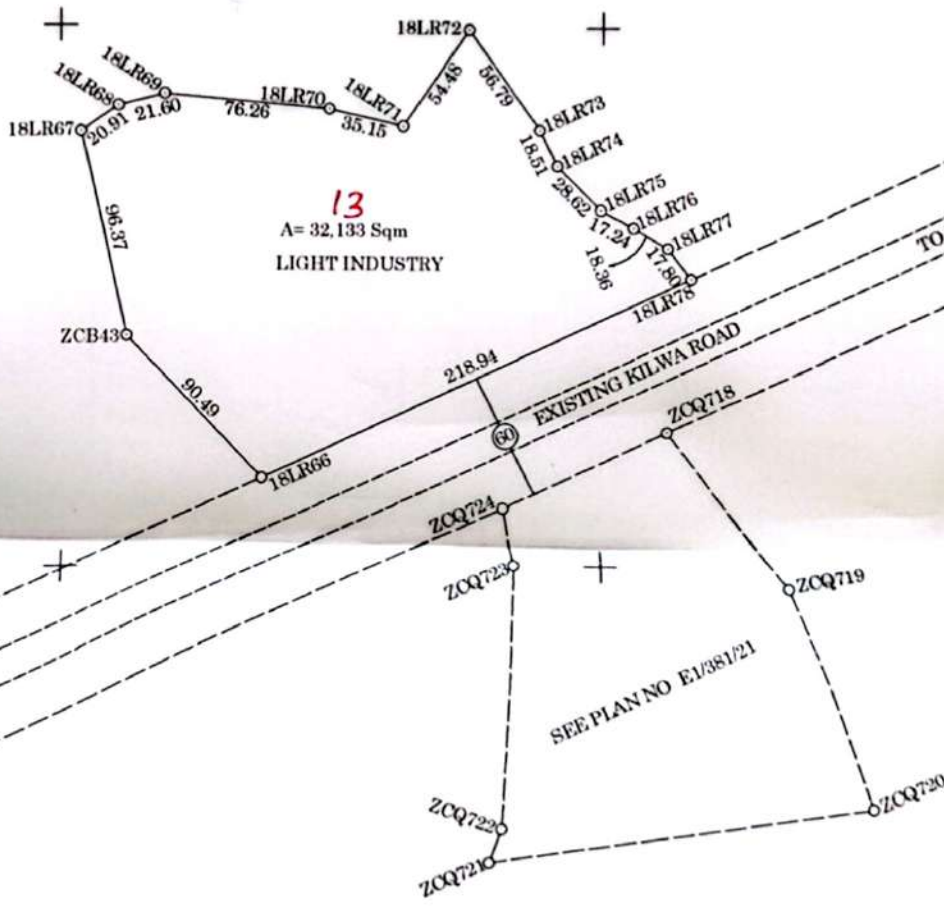 18LR72
18LR69
18LR68
18LR70
18LR71
54.48
56.79
21.60
76.26
35.15
18LR67
20.91
18LR73
18.51
18LR74
13
28.62
18LR75
96.37
A= 32,133 Sqm
17.24
18LR76
LIGHT INDUSTRY
18.36
17.80
18LR77
TO
18LR78
ZCB43
218.94
EXISTING KILWA ROAD
90.49
60
ZCQ718
18LR66
ZCQ724
ZCQ723
ZCQ719
SEE PLAN NO E1/381/21
ZCQ722
ZCQ720
ZCQ721